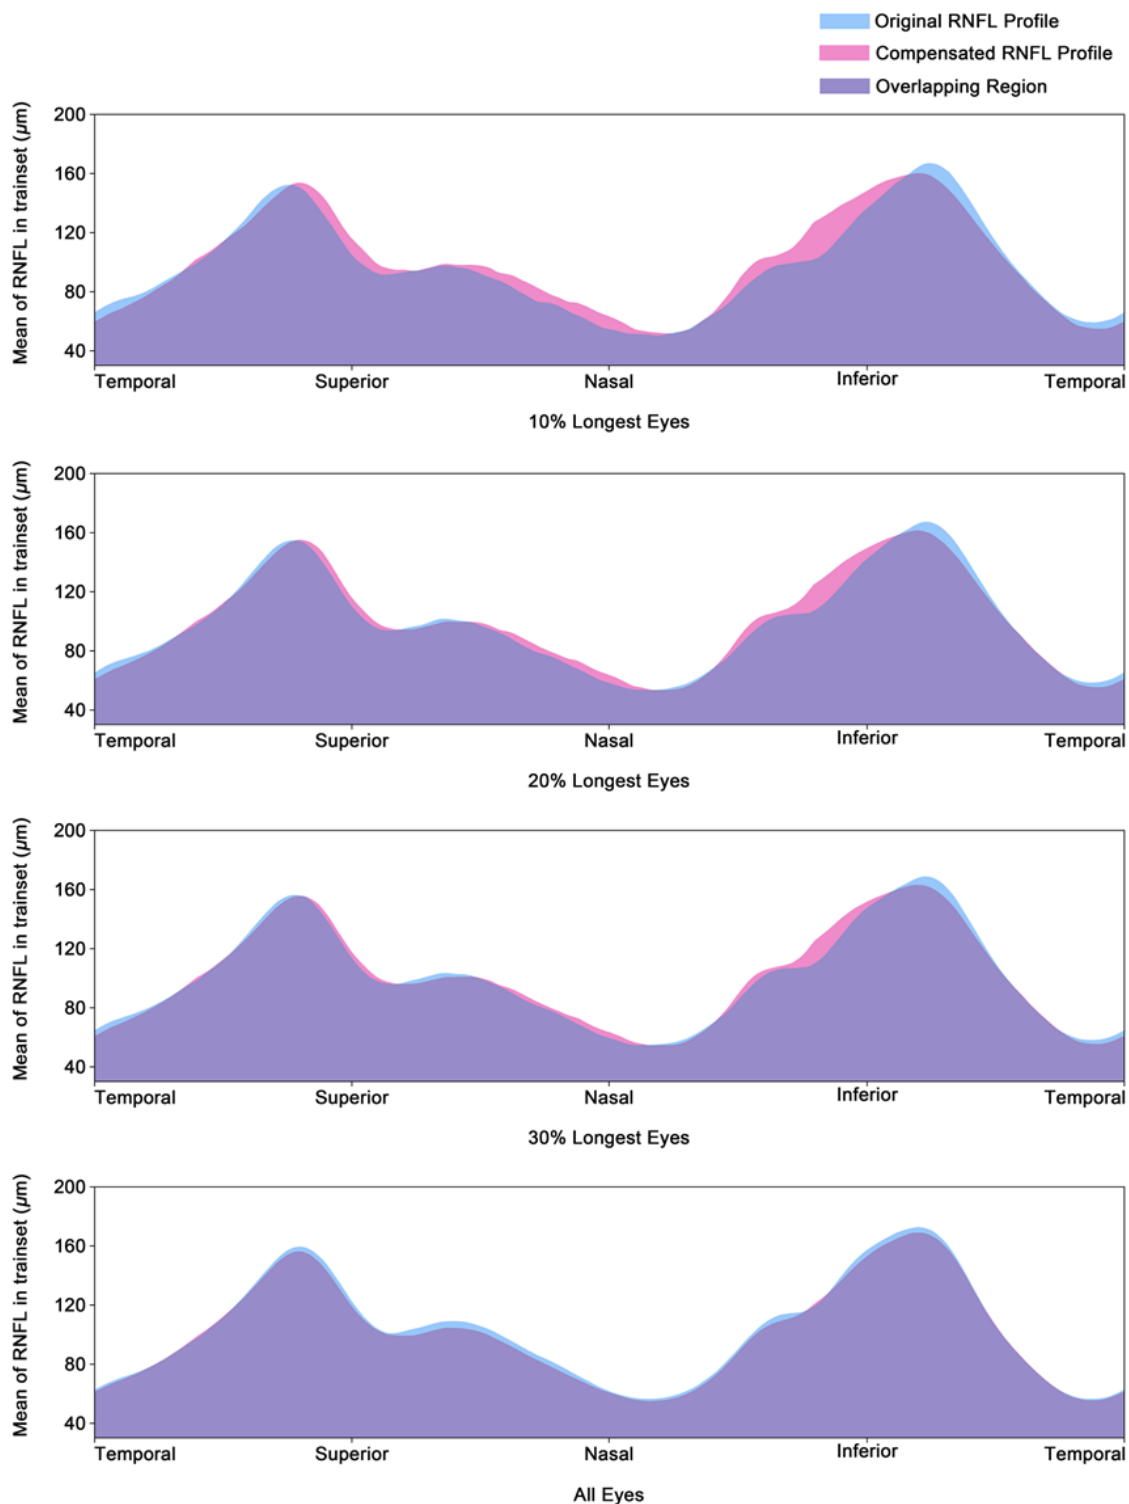 Original RNFL Profile
Compensated RNFL Profile
Overlapping Region
Mean of RNFL in trainset (µm)
200
160
120
80
40
Temporal Superior Nasal Inferior Temporal
10% Longest Eyes
Mean of RNFL in trainset (µm)
200
160
120
80
40
Temporal Superior Nasal Inferior Temporal
20% Longest Eyes
Mean of RNFL in trainset (µm)
200
160
120
80
40
Temporal Superior Nasal Inferior Temporal
30% Longest Eyes
Mean of RNFL in trainset (µm)
200
160
120
80
40
Temporal Superior Nasal Inferior Temporal
All Eyes